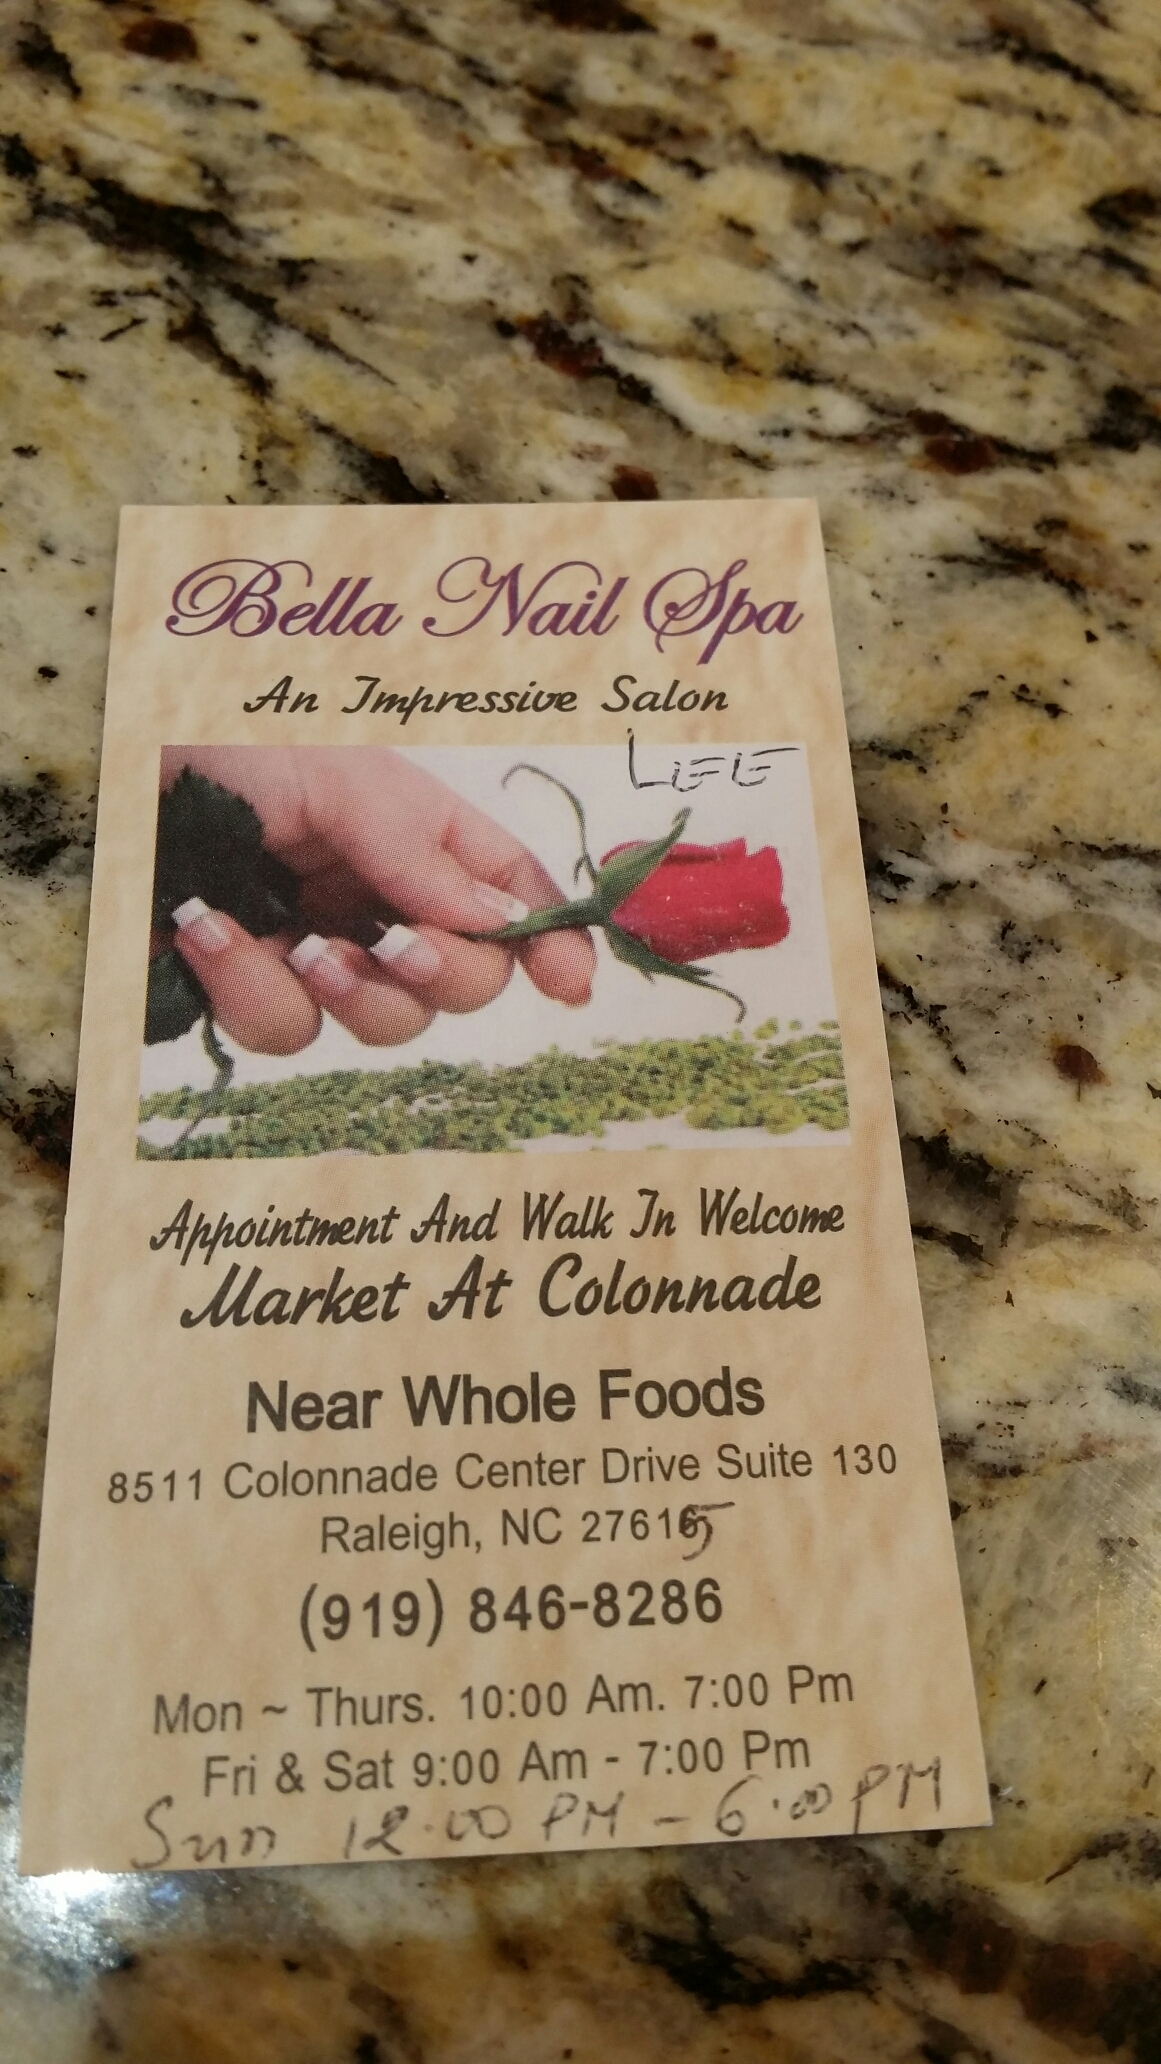 Bella Nail Spa
An Impressive Salon
LEE
Appointment And Walk In Welcome
Market At Colonnade
Near Whole Foods
8511 Colonnade Center Drive Suite 130
Raleigh, NC 27615
(919) 846-8286
Mon ~ Thurs. 10:00 Am. 7:00 Pm
Fri & Sat 9:00 Am - 7:00 Pm
Sun 12:00 PM - 6:00 PM